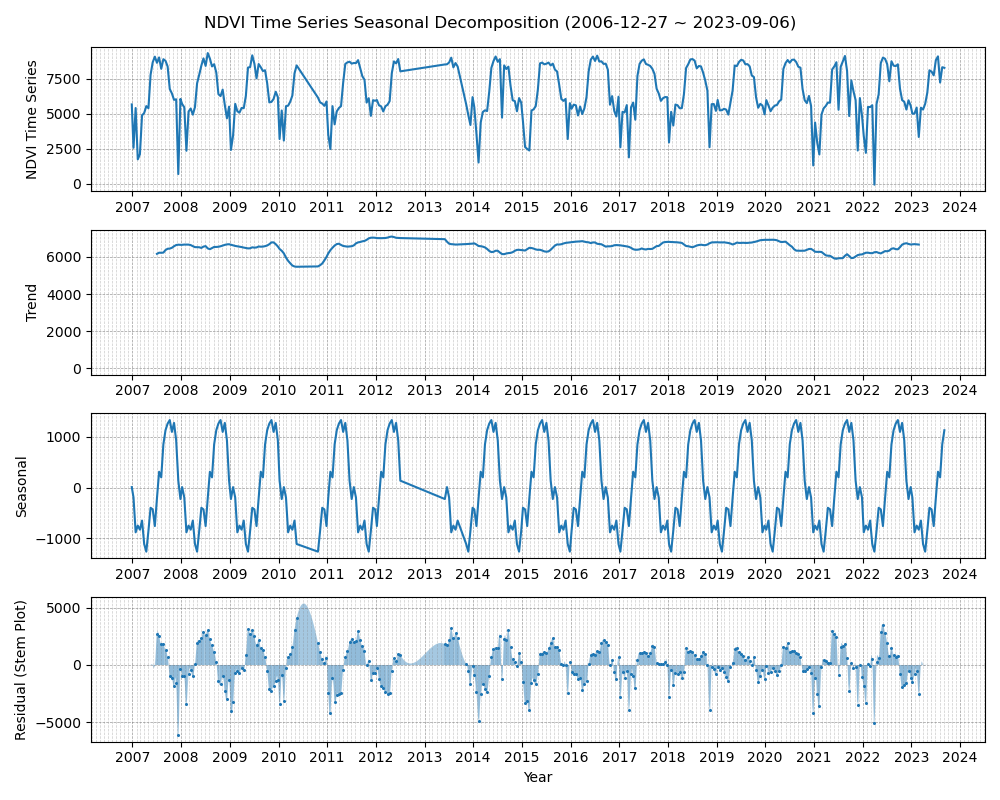 NDVI Time Series Seasonal Decomposition (2006-12-27 ~ 2023-09-06)
NDVI Time Series
7500
5000
2500
0
2007 2008 2009 2010 2011 2012 2013 2014 2015 2016 2017 2018 2019 2020 2021 2022 2023 2024
Trend
6000
4000
2000
0
2007 2008 2009 2010 2011 2012 2013 2014 2015 2016 2017 2018 2019 2020 2021 2022 2023 2024
Seasonal
1000
0
−1000
2007 2008 2009 2010 2011 2012 2013 2014 2015 2016 2017 2018 2019 2020 2021 2022 2023 2024
Residual (Stem Plot)
5000
0
−5000
2007 2008 2009 2010 2011 2012 2013 2014 2015 2016 2017 2018 2019 2020 2021 2022 2023 2024
Year